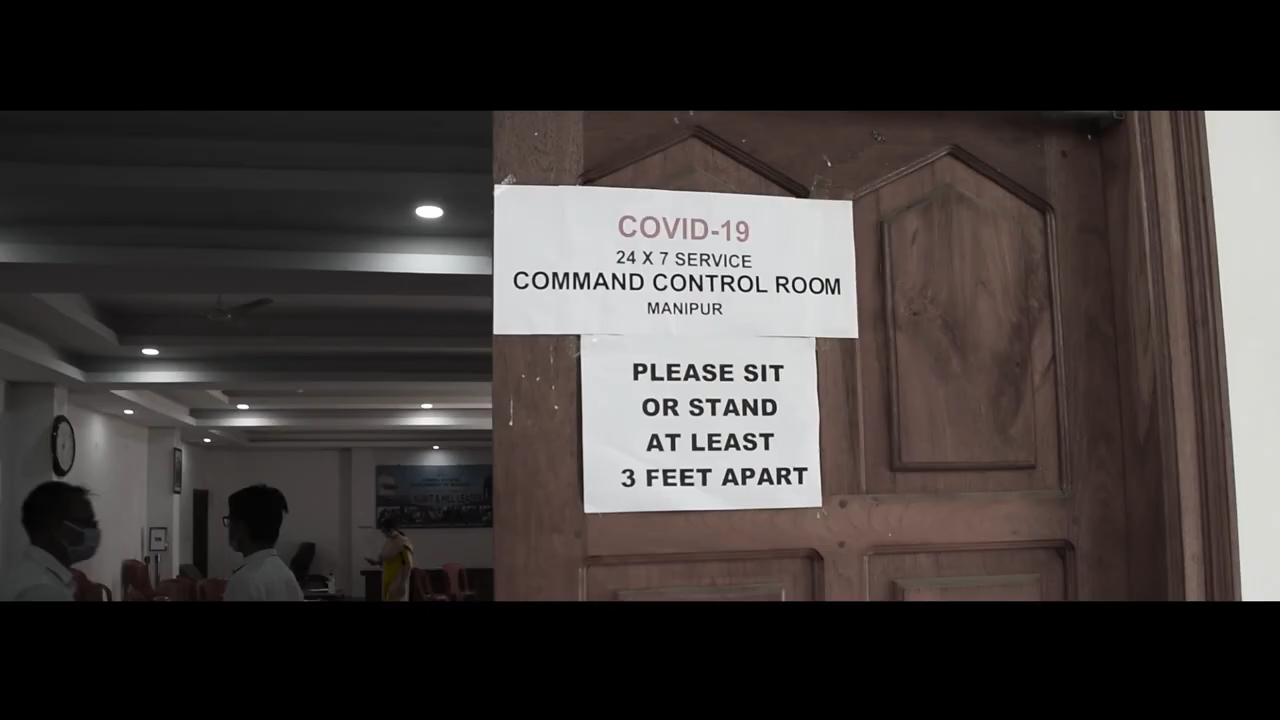 COVID-19
24 X 7 SERVICE
COMMAND CONTROL ROOM
MANIPUR
PLEASE SIT
OR STAND
AT LEAST
3 FEET APART